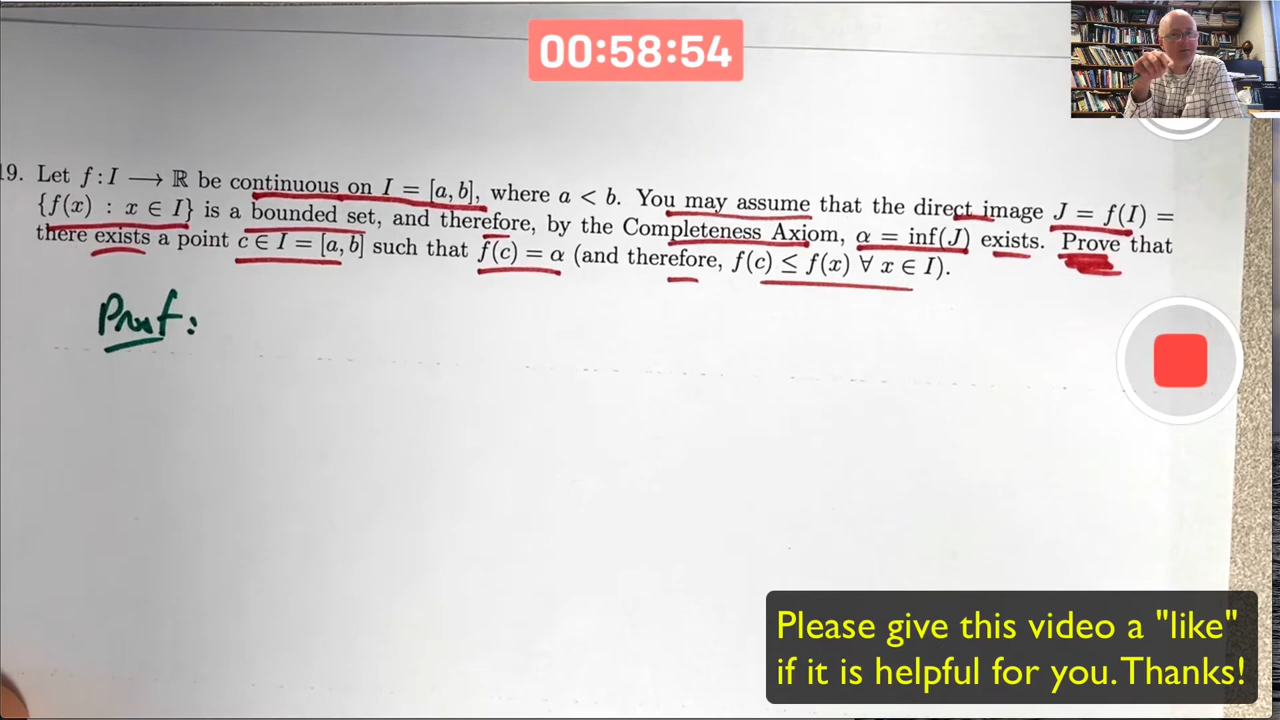 00:58:54
19. Let f : I ⟶ ℝ be continuous on I = [a, b], where a < b. You may assume that the direct image J = f(I) =
{f(x) : x ∈ I} is a bounded set, and therefore, by the Completeness Axiom, α = inf(J) exists. Prove that
there exists a point c ∈ I = [a, b] such that f(c) = α (and therefore, f(c) ≤ f(x) ∀ x ∈ I).
Proof:
Please give this video a "like"
if it is helpful for you. Thanks!